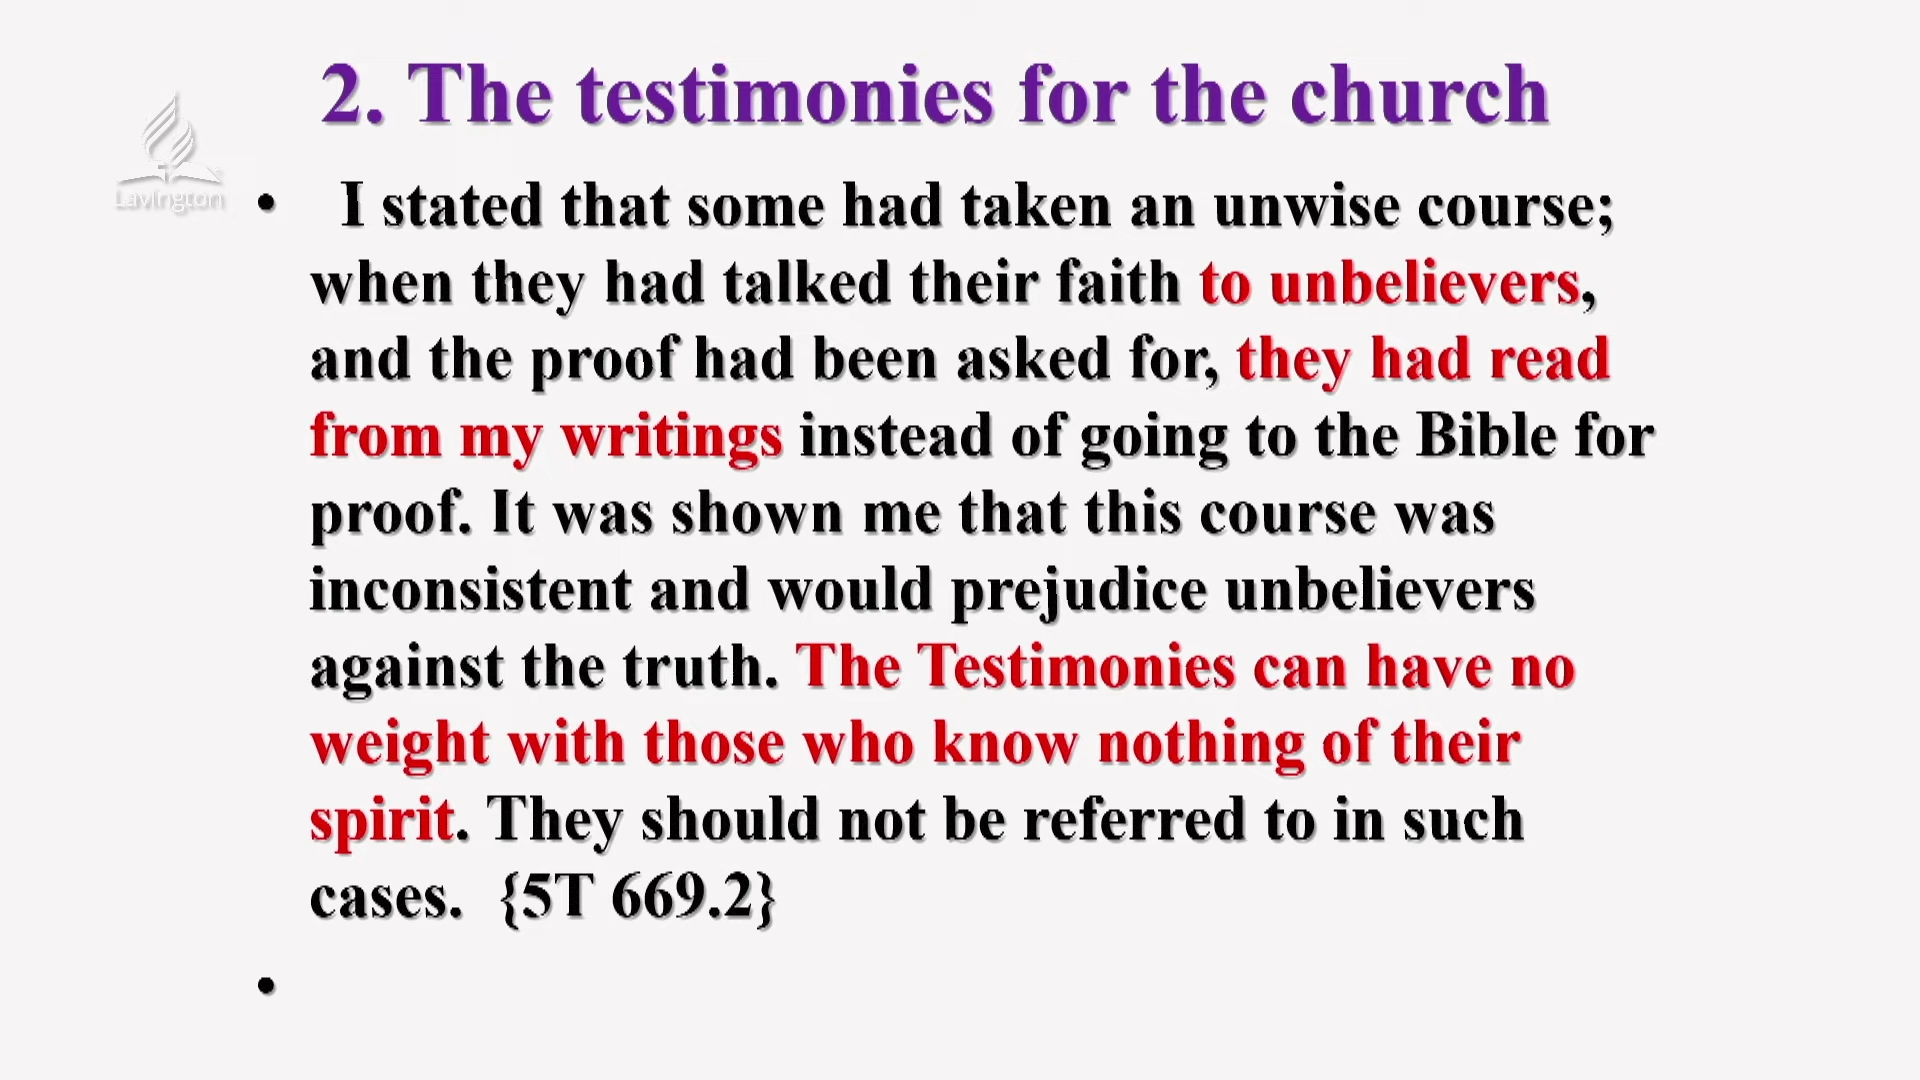 2. The testimonies for the church
Lavington
• I stated that some had taken an unwise course;
when they had talked their faith to unbelievers,
and the proof had been asked for, they had read
from my writings instead of going to the Bible for
proof. It was shown me that this course was
inconsistent and would prejudice unbelievers
against the truth. The Testimonies can have no
weight with those who know nothing of their
spirit. They should not be referred to in such
cases. {5T 669.2}
•